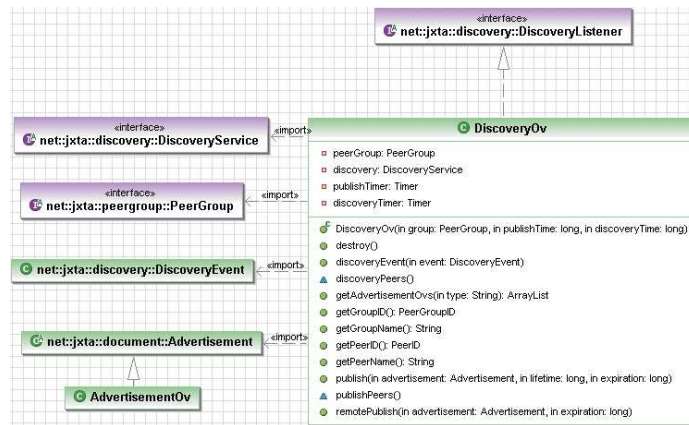 «interface»
net::jxta::discovery::DiscoveryListener
«interface»
net::jxta::discovery::DiscoveryService
«import»
DiscoveryOv
peerGroup: PeerGroup
discovery: DiscoveryService
publishTimer: Timer
discoveryTimer: Timer
«interface»
net::jxta::peergroup::PeerGroup
«import»
DiscoveryOv(in group: PeerGroup, in publishTime: long, in discoveryTime: long)
destroy()
discoveryEvent(in event: DiscoveryEvent)
discoveryPeers()
getAdvertisementOvs(in type: String): ArrayList
getGroupID(): PeerGroupID
getGroupName(): String
getPeerID(): PeerID
getPeerName(): String
publish(in advertisement: Advertisement, in lifetime: long, in expiration: long)
publishPeers()
remotePublish(in advertisement: Advertisement, in expiration: long)
net::jxta::discovery::DiscoveryEvent
«import»
net::jxta::document::Advertisement
«import»
AdvertisementOv